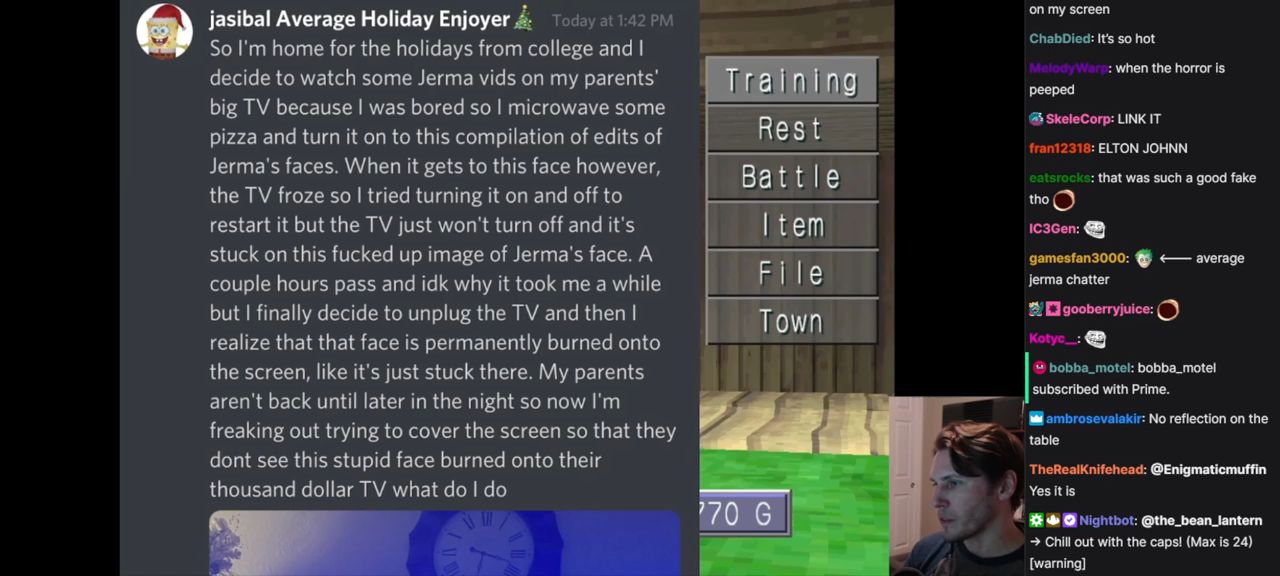 jasibal Average Holiday Enjoyer Today at 1:42 PM
So I'm home for the holidays from college and I
decide to watch some Jerma vids on my parents'
big TV because I was bored so I microwave some
pizza and turn it on to this compilation of edits of
Jerma's faces. When it gets to this face however,
the TV froze so I tried turning it on and off to
restart it but the TV just won't turn off and it's
stuck on this fucked up image of Jerma's face. A
couple hours pass and idk why it took me a while
but I finally decide to unplug the TV and then I
realize that that face is permanently burned onto
the screen, like it's just stuck there. My parents
aren't back until later in the night so now I'm
freaking out trying to cover the screen so that they
dont see this stupid face burned onto their
thousand dollar TV what do I do
Training
Rest
Battle
Item
File
Town
770 G
on my screen
ChabDied: It's so hot
MelodyWarp: when the horror is
peeped
SkeleCorp: LINK IT
fran12318: ELTON JOHNN
eatsrocks: that was such a good fake
tho
IC3Gen:
gamesfan3000: <--- average
jerma chatter
gooberryjuice:
Kotyc__:
bobba_motel: bobba_motel
subscribed with Prime.
ambrosevalakir: No reflection on the
table
TheRealKnifehead: @Enigmaticmuffin
Yes it is
Nightbot: @the_bean_lantern
→ Chill out with the caps! (Max is 24)
[warning]